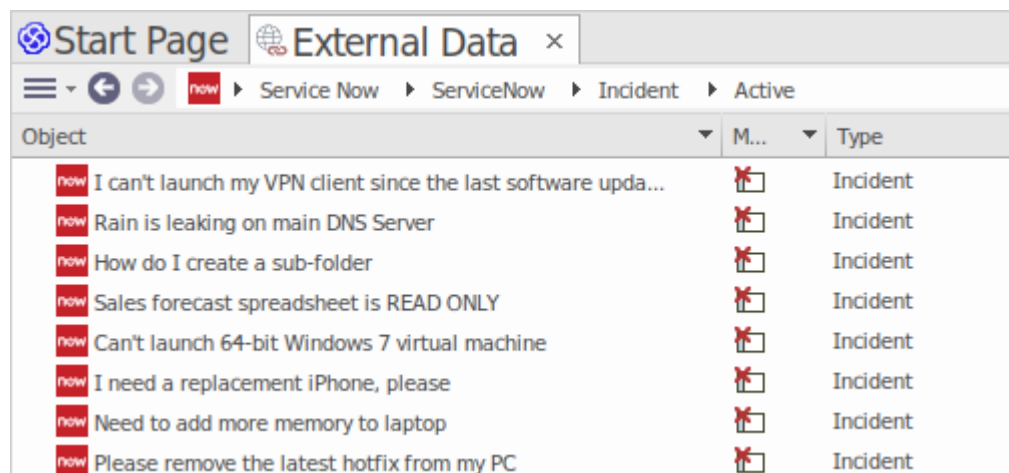 Start Page External Data ×
now Service Now ServiceNow Incident Active
Object M... Type
now I can't launch my VPN client since the last software upda... Incident
now Rain is leaking on main DNS Server Incident
now How do I create a sub-folder Incident
now Sales forecast spreadsheet is READ ONLY Incident
now Can't launch 64-bit Windows 7 virtual machine Incident
now I need a replacement iPhone, please Incident
now Need to add more memory to laptop Incident
now Please remove the latest hotfix from my PC Incident